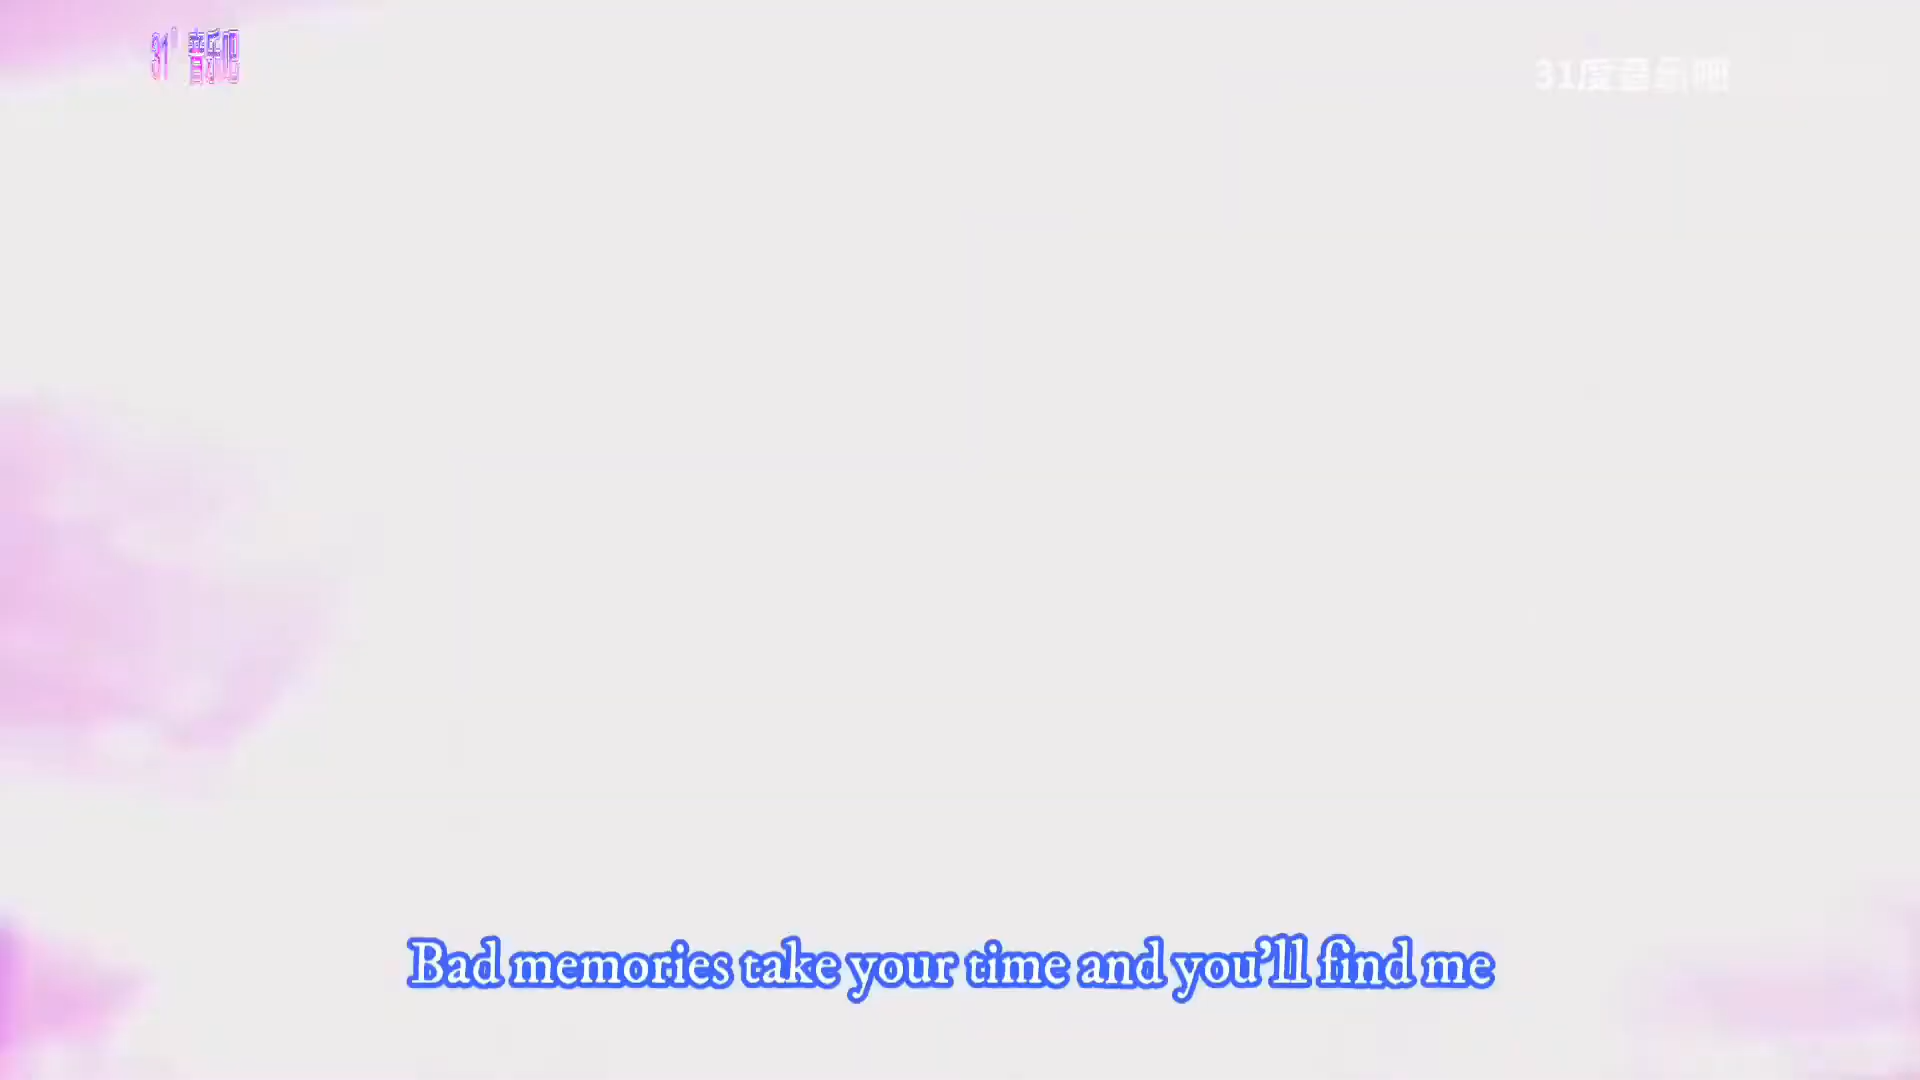 31°音乐吧
31度音乐吧
Bad memories take your time and you'll find me